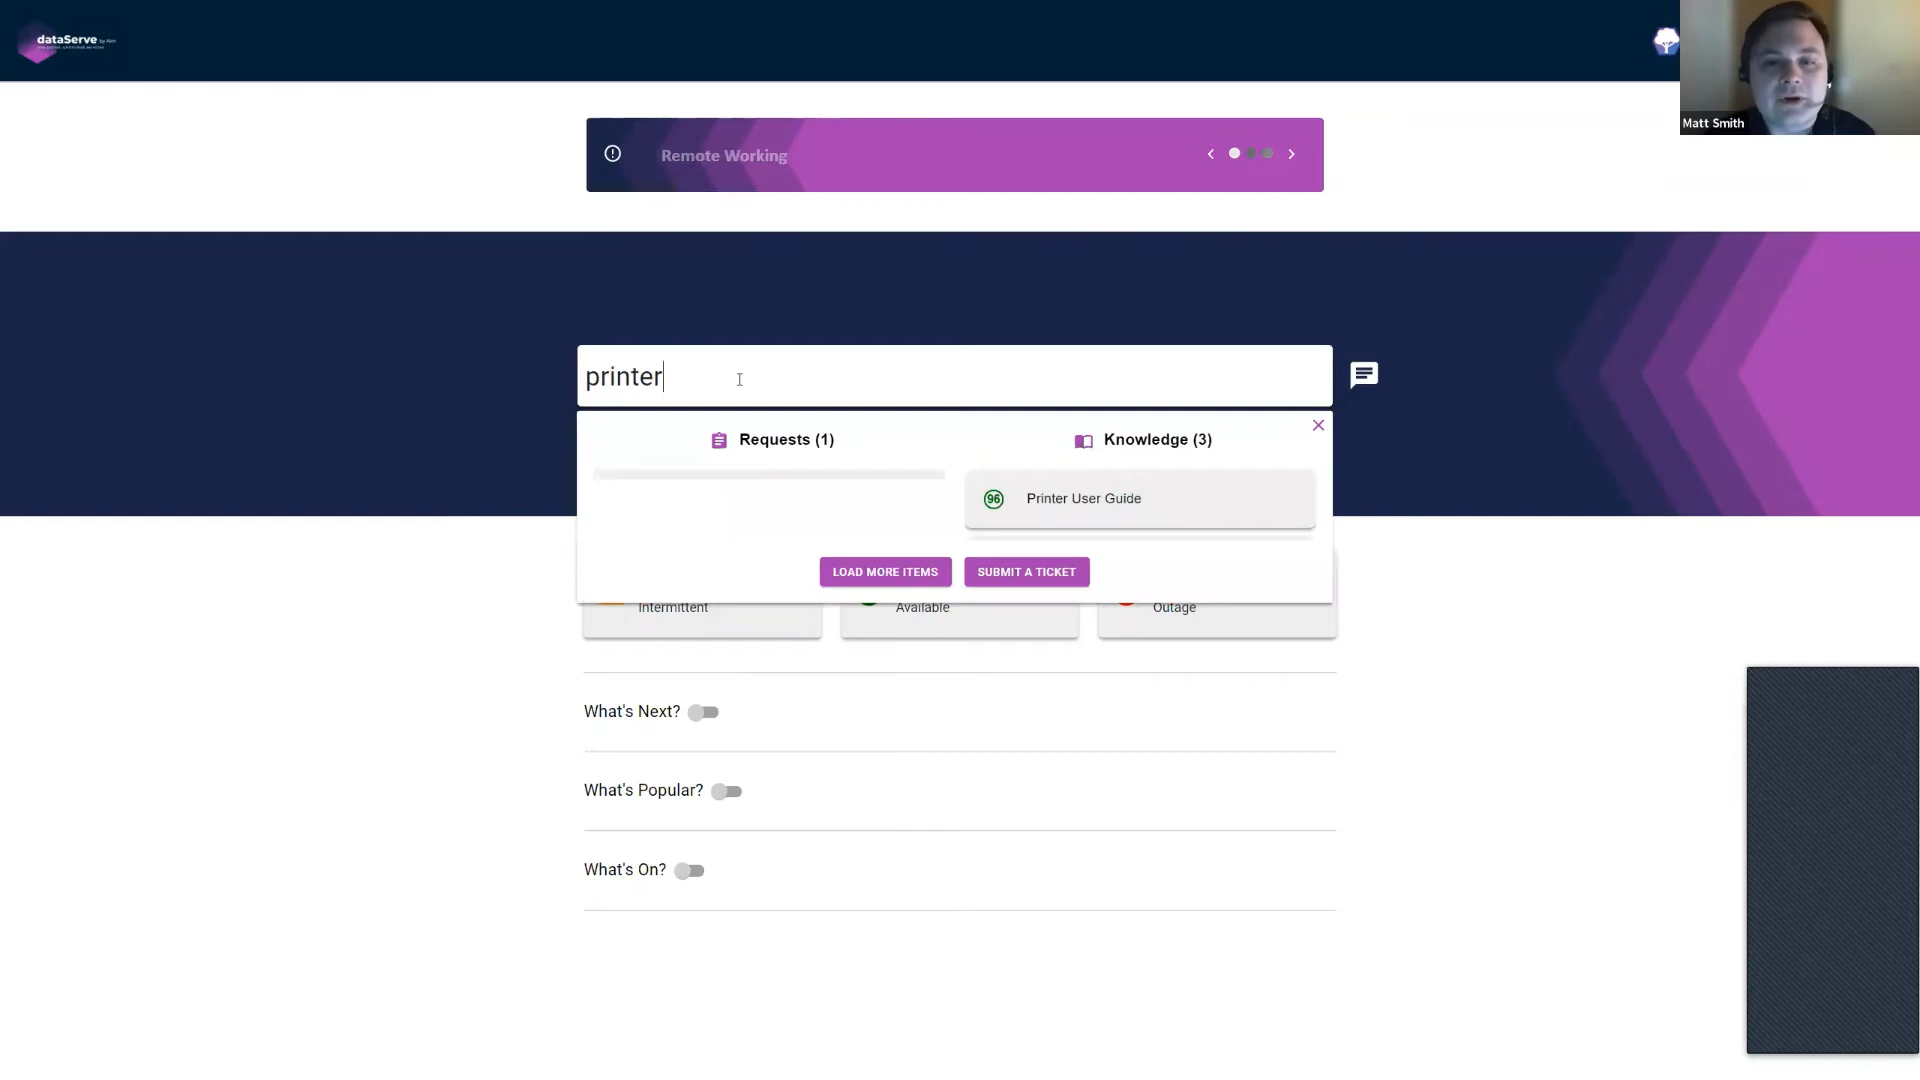 dataServe
Matt Smith
Remote Working
printer
Requests (1)
Knowledge (3)
96
Printer User Guide
LOAD MORE ITEMS
SUBMIT A TICKET
Intermittent
Available
Outage
What's Next?
What's Popular?
What's On?